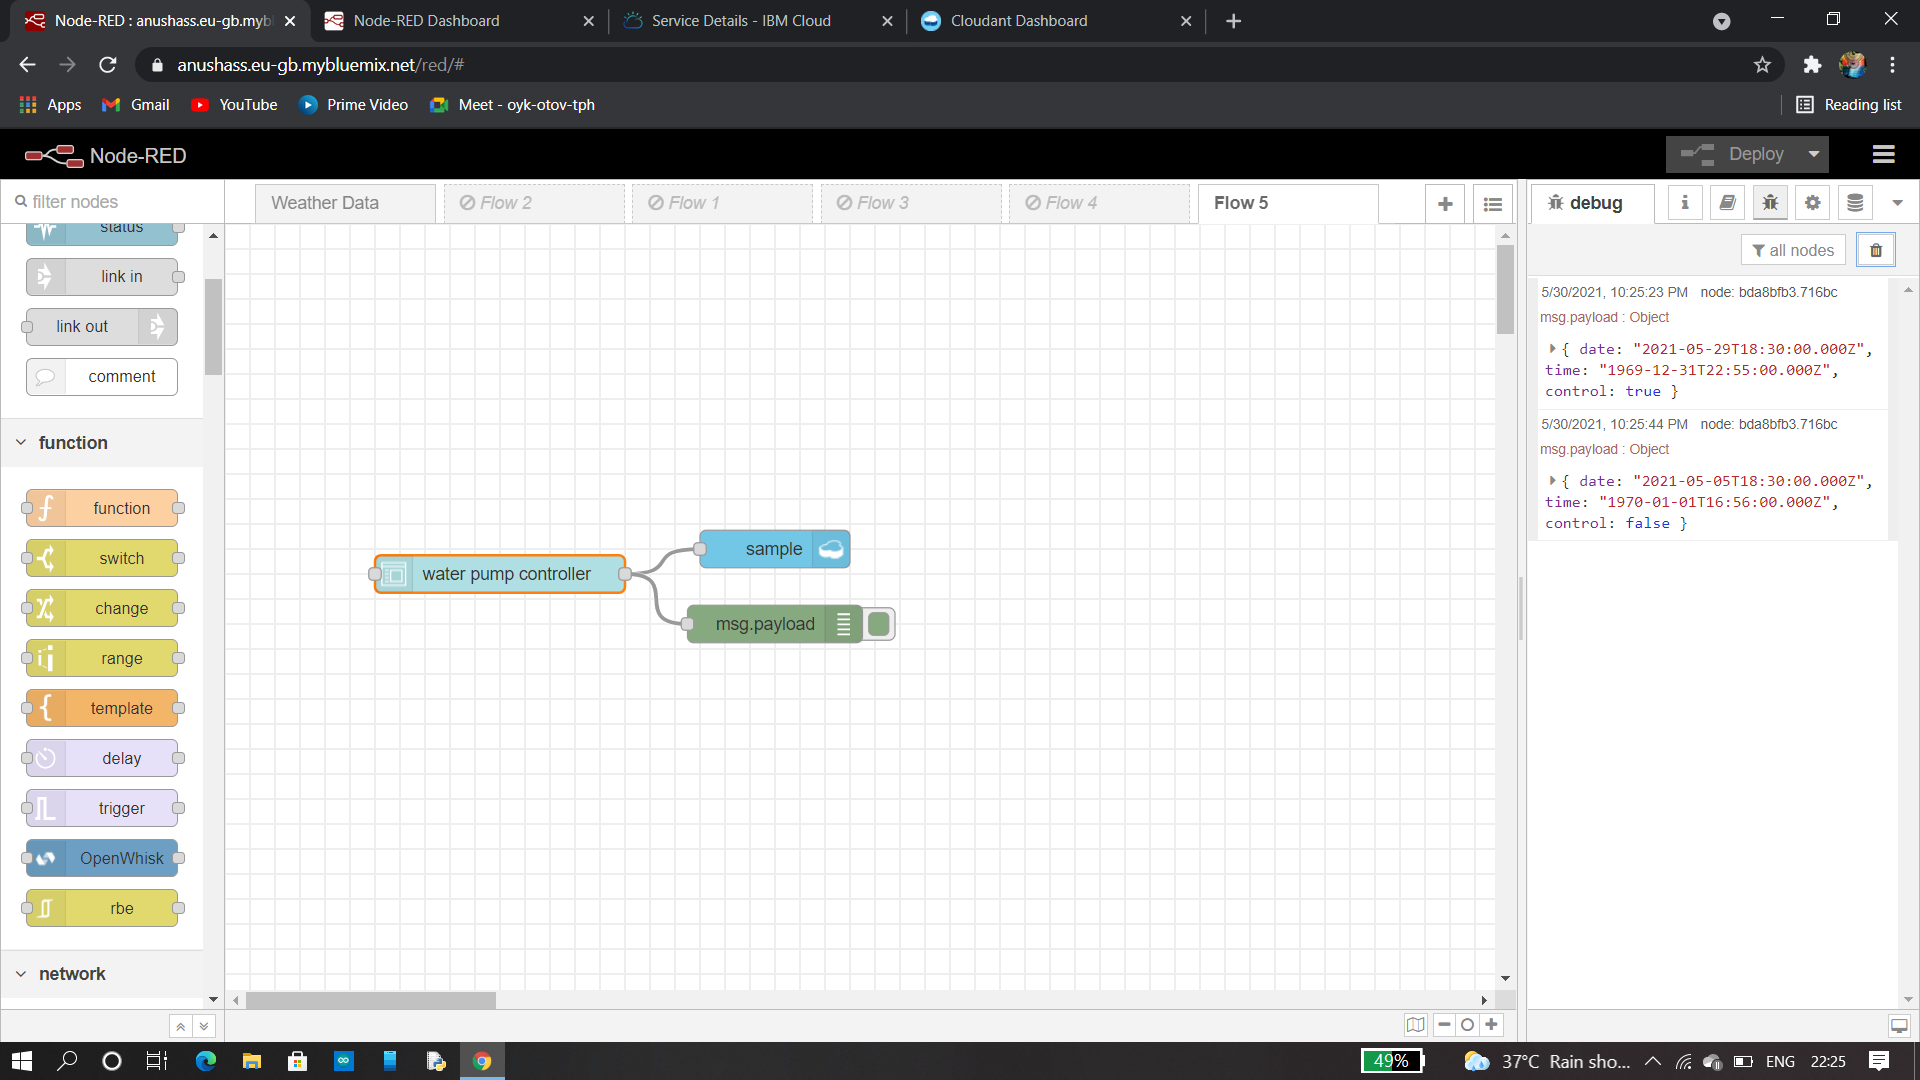 Node-RED : anushass.eu-gb.myb
Node-RED Dashboard
Service Details - IBM Cloud
Cloudant Dashboard
anushass.eu-gb.mybluemix.net/red/#
Apps
Gmail
YouTube
Prime Video
Meet - oyk-otov-tph
Reading list
Node-RED
Deploy
filter nodes
Weather Data
Flow 2
Flow 1
Flow 3
Flow 4
Flow 5
debug
all nodes
status
link in
link out
comment
function
function
switch
change
range
template
delay
trigger
OpenWhisk
rbe
network
water pump controller
sample
msg.payload
5/30/2021, 10:25:23 PM node: bda8bfb3.716bc
msg.payload : Object
{ date: "2021-05-29T18:30:00.000Z",
time: "1969-12-31T22:55:00.000Z",
control: true }
5/30/2021, 10:25:44 PM node: bda8bfb3.716bc
msg.payload : Object
{ date: "2021-05-05T18:30:00.000Z",
time: "1970-01-01T16:56:00.000Z",
control: false }
49%
37°C Rain sho...
ENG
22:25